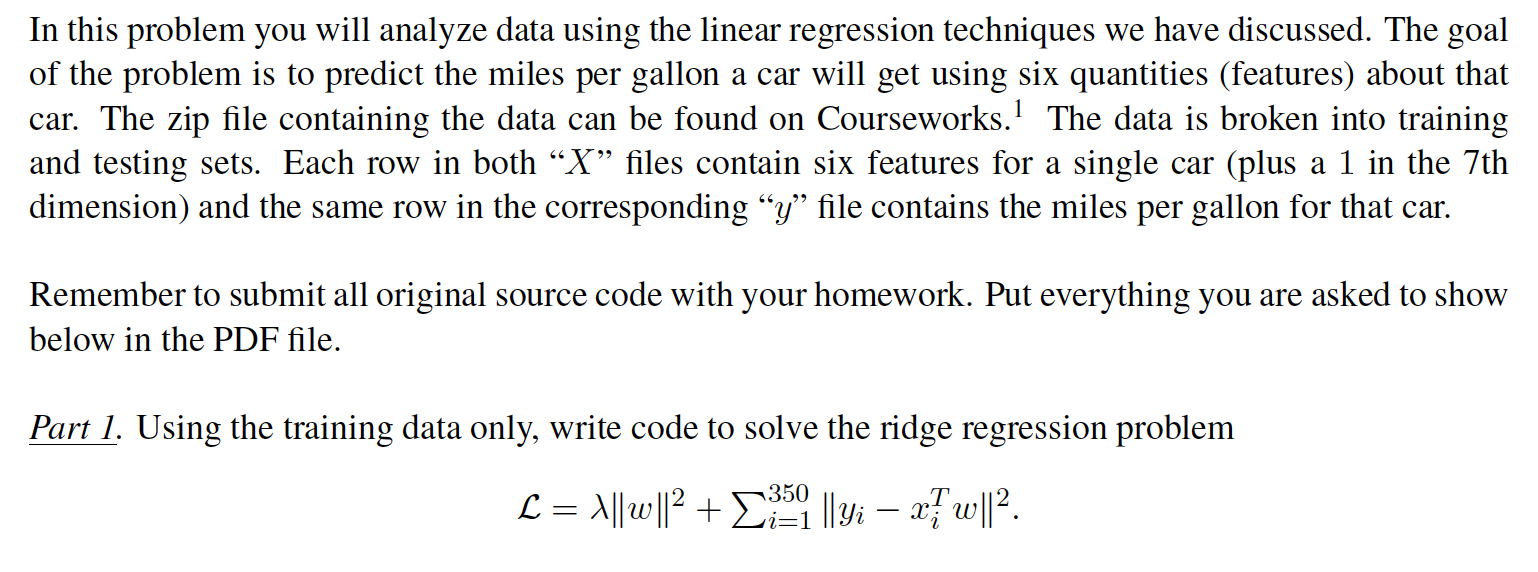 In this problem you will analyze data using the linear regression techniques we have discussed. The goal
of the problem is to predict the miles per gallon a car will get using six quantities (features) about that
car. The zip file containing the data can be found on Courseworks.¹ The data is broken into training
and testing sets. Each row in both “X” files contain six features for a single car (plus a 1 in the 7th
dimension) and the same row in the corresponding “y” file contains the miles per gallon for that car.
Remember to submit all original source code with your homework. Put everything you are asked to show
below in the PDF file.
Part 1. Using the training data only, write code to solve the ridge regression problem
ℒ = λ‖w‖² + ∑_{i=1}^{350} ‖y_i − x_i^T w‖².